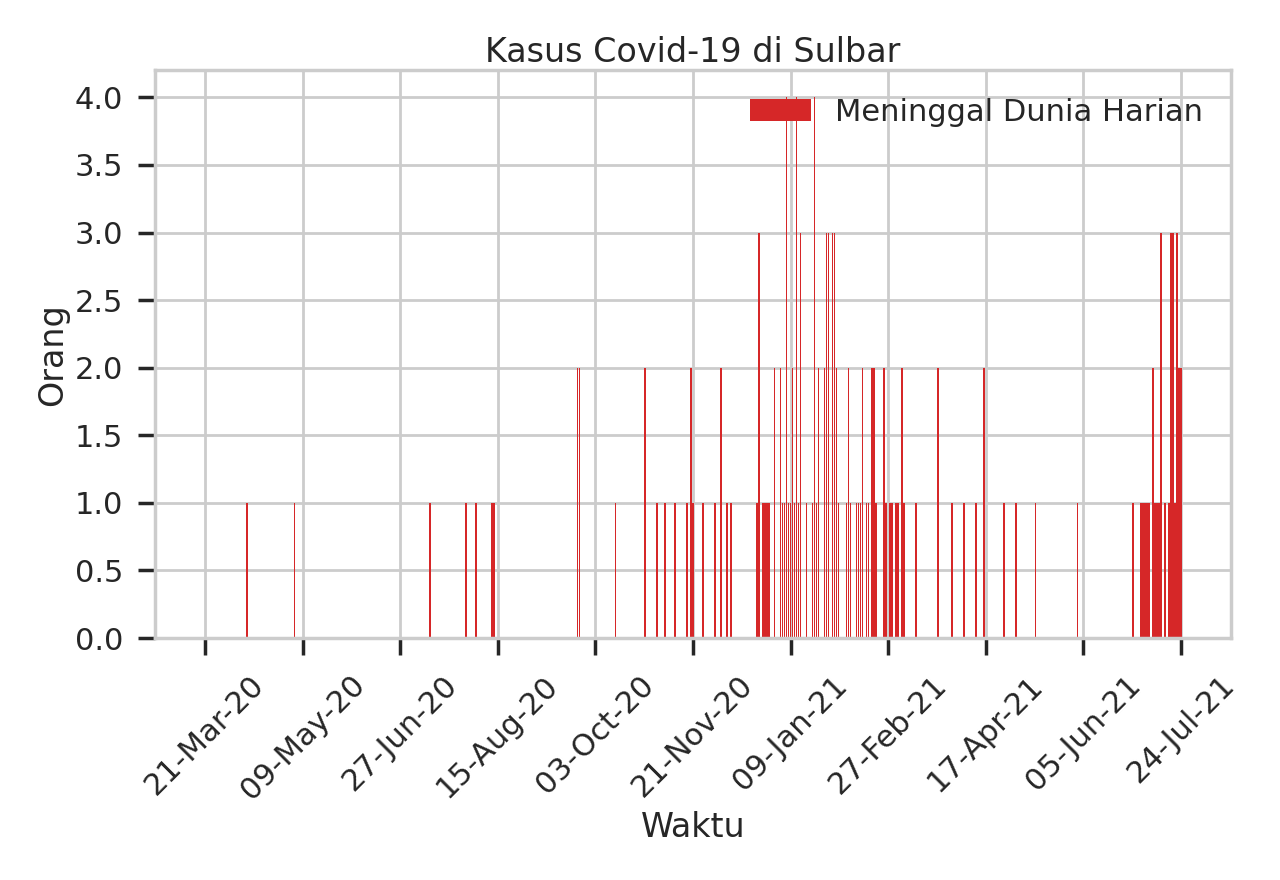 Kasus Covid-19 di Sulbar
Meninggal Dunia Harian
Orang
4.0
3.5
3.0
2.5
2.0
1.5
1.0
0.5
0.0
21-Mar-20
09-May-20
27-Jun-20
15-Aug-20
03-Oct-20
21-Nov-20
09-Jan-21
27-Feb-21
17-Apr-21
05-Jun-21
24-Jul-21
Waktu